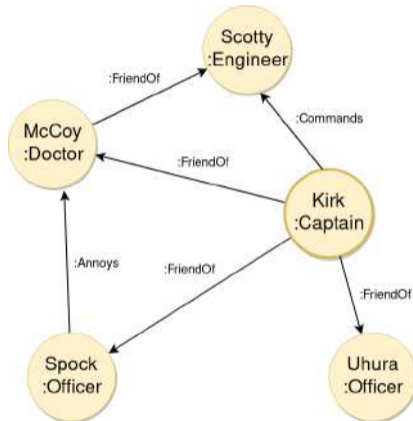 Scotty
:Engineer
:FriendOf
McCoy
:Doctor
:Commands
:FriendOf
Kirk
:Captain
:Annoys
:FriendOf
:FriendOf
Spock
:Officer
Uhura
:Officer